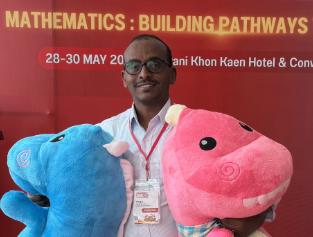 MATHEMATICS : BUILDING PATHWAYS
28-30 MAY 20 ani Khon Kaen Hotel & Conv